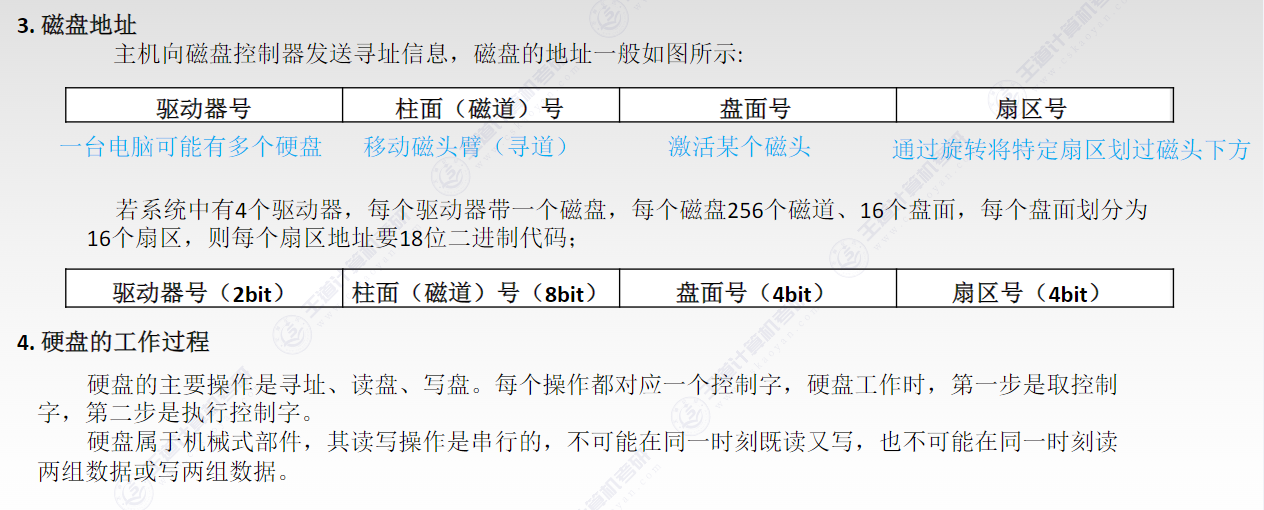 3. 磁盘地址
主机向磁盘控制器发送寻址信息，磁盘的地址一般如图所示:
驱动器号 柱面（磁道）号 盘面号 扇区号
一台电脑可能有多个硬盘 移动磁头臂（寻道） 激活某个磁头 通过旋转将特定扇区划过磁头下方
若系统中有4个驱动器，每个驱动器带一个磁盘，每个磁盘256个磁道、16个盘面，每个盘面划分为
16个扇区，则每个扇区地址要18位二进制代码；
驱动器号（2bit） 柱面（磁道）号（8bit） 盘面号（4bit） 扇区号（4bit）
4. 硬盘的工作过程
硬盘的主要操作是寻址、读盘、写盘。每个操作都对应一个控制字，硬盘工作时，第一步是取控制
字，第二步是执行控制字。
硬盘属于机械式部件，其读写操作是串行的，不可能在同一时刻既读又写，也不可能在同一时刻读
两组数据或写两组数据。